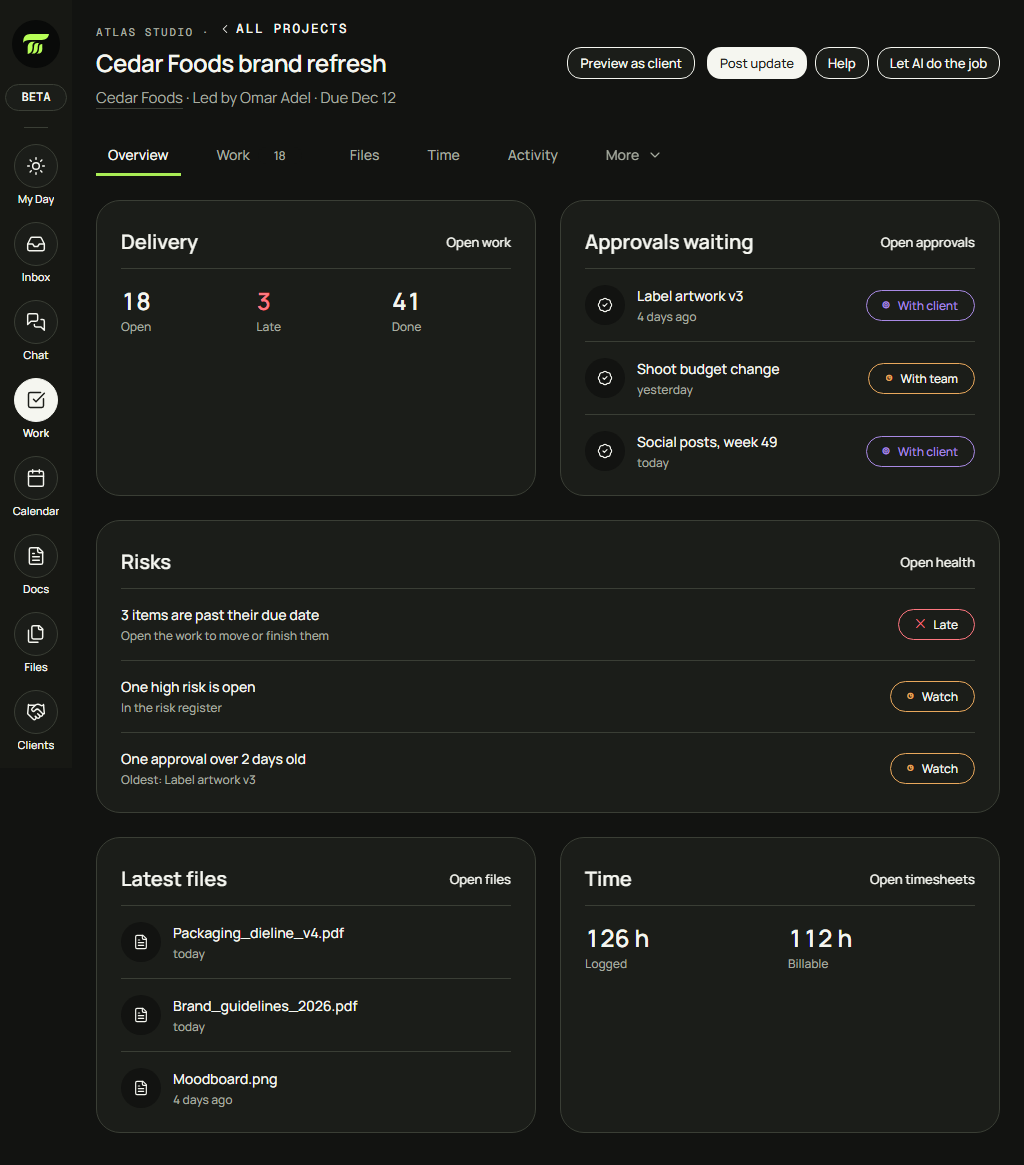 ATLAS STUDIO · ALL PROJECTS
Cedar Foods brand refresh
Cedar Foods · Led by Omar Adel · Due Dec 12
Preview as client
Post update
Help
Let AI do the job
BETA
My Day
Inbox
Chat
Work
Calendar
Docs
Files
Clients
Overview
Work 18
Files
Time
Activity
More
Delivery
Open work
18
Open
3
Late
41
Done
Approvals waiting
Open approvals
Label artwork v3
4 days ago
With client
Shoot budget change
yesterday
With team
Social posts, week 49
today
With client
Risks
Open health
3 items are past their due date
Open the work to move or finish them
Late
One high risk is open
In the risk register
Watch
One approval over 2 days old
Oldest: Label artwork v3
Watch
Latest files
Open files
Packaging_dieline_v4.pdf
today
Brand_guidelines_2026.pdf
today
Moodboard.png
4 days ago
Time
Open timesheets
126 h
Logged
112 h
Billable